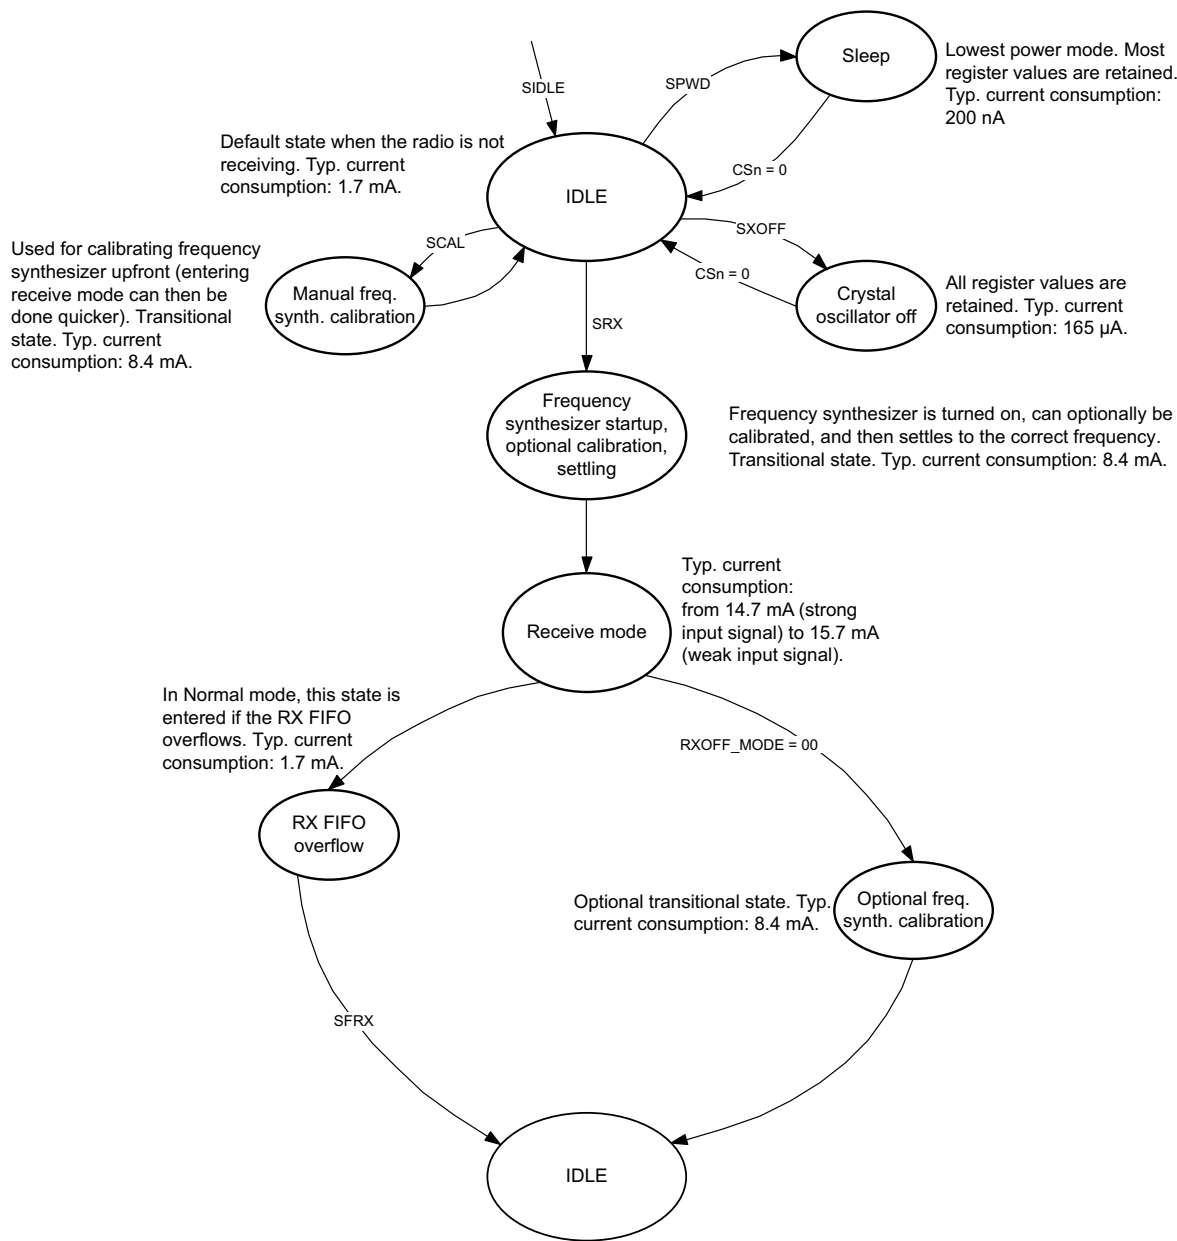 Sleep
Lowest power mode. Most
register values are retained.
Typ. current consumption:
200 nA
SIDLE
SPWD
Default state when the radio is not
receiving. Typ. current
consumption: 1.7 mA.
CSn = 0
IDLE
SXOFF
SCAL
Used for calibrating frequency
synthesizer upfront (entering
receive mode can then be
done quicker). Transitional
state. Typ. current
consumption: 8.4 mA.
Manual freq.
synth. calibration
CSn = 0
Crystal
oscillator off
All register values are
retained. Typ. current
consumption: 165 µA.
SRX
Frequency
synthesizer startup,
optional calibration,
settling
Frequency synthesizer is turned on, can optionally be
calibrated, and then settles to the correct frequency.
Transitional state. Typ. current consumption: 8.4 mA.
Receive mode
Typ. current
consumption:
from 14.7 mA (strong
input signal) to 15.7 mA
(weak input signal).
In Normal mode, this state is
entered if the RX FIFO
overflows. Typ. current
consumption: 1.7 mA.
RXOFF_MODE = 00
RX FIFO
overflow
Optional transitional state. Typ.
current consumption: 8.4 mA.
Optional freq.
synth. calibration
SFRX
IDLE